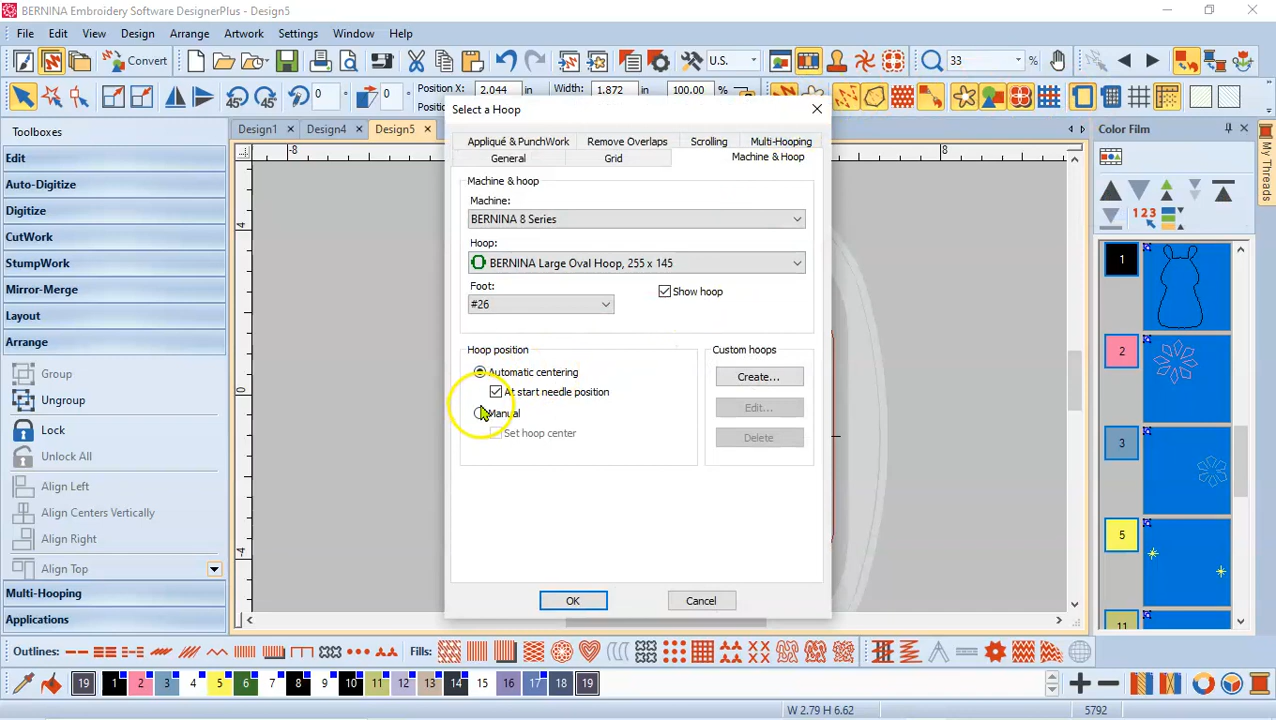 BERNINA Embroidery Software DesignerPlus - Design5
File Edit View Design Arrange Artwork Settings Window Help
Convert U.S. 33 %
45 45 0 0 Position X: 2.044 Width: 1.872 100.00 %
Toolboxes
Design1 Design4 Design5
Edit
Auto-Digitize
Digitize
CutWork
StumpWork
Mirror-Merge
Layout
Arrange
Group
Ungroup
Lock
Unlock All
Align Left
Align Centers Vertically
Align Right
Align Top
Multi-Hooping
Applications
-8 8
4
0
-4
Select a Hoop
Appliqué & PunchWork Remove Overlaps Scrolling Multi-Hooping
General Grid Machine & Hoop
Machine & hoop
Machine:
BERNINA 8 Series
Hoop:
BERNINA Large Oval Hoop, 255 x 145
Foot:
#26
Show hoop
Hoop position
Automatic centering
At start needle position
Manual
Set hoop center
Custom hoops
Create...
Edit...
Delete
OK Cancel
Color Film
My Threads
123
1
2
3
5
11
Outlines: Fills:
19 1 2 3 4 5 6 7 8 9 10 11 12 13 14 15 16 17 18 19
W 2.79 H 6.62 5792